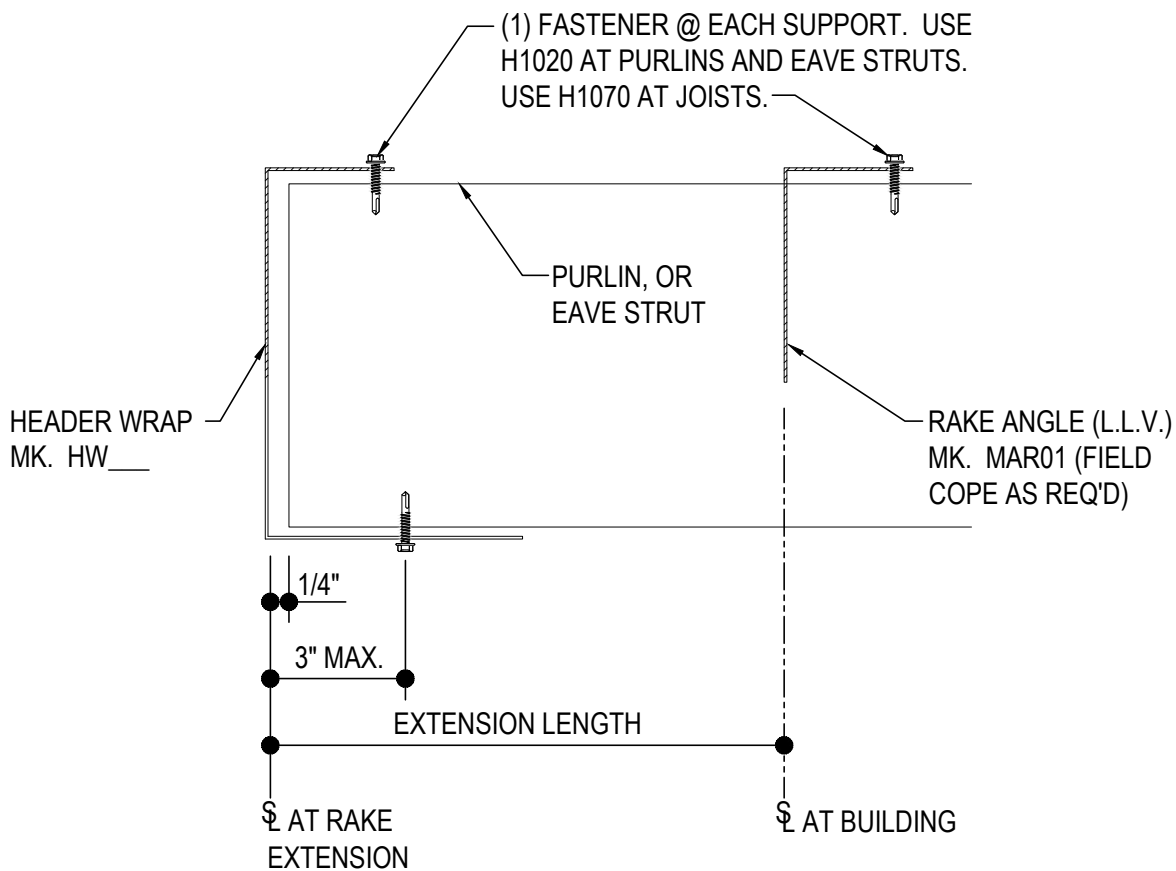 (1) FASTENER @ EACH SUPPORT. USE
H1020 AT PURLINS AND EAVE STRUTS.
USE H1070 AT JOISTS.
PURLIN, OR
EAVE STRUT
HEADER WRAP
MK. HW___
RAKE ANGLE (L.L.V.)
MK. MAR01 (FIELD
COPE AS REQ'D)
1/4"
3" MAX.
EXTENSION LENGTH
SL AT RAKE
EXTENSION
SL AT BUILDING